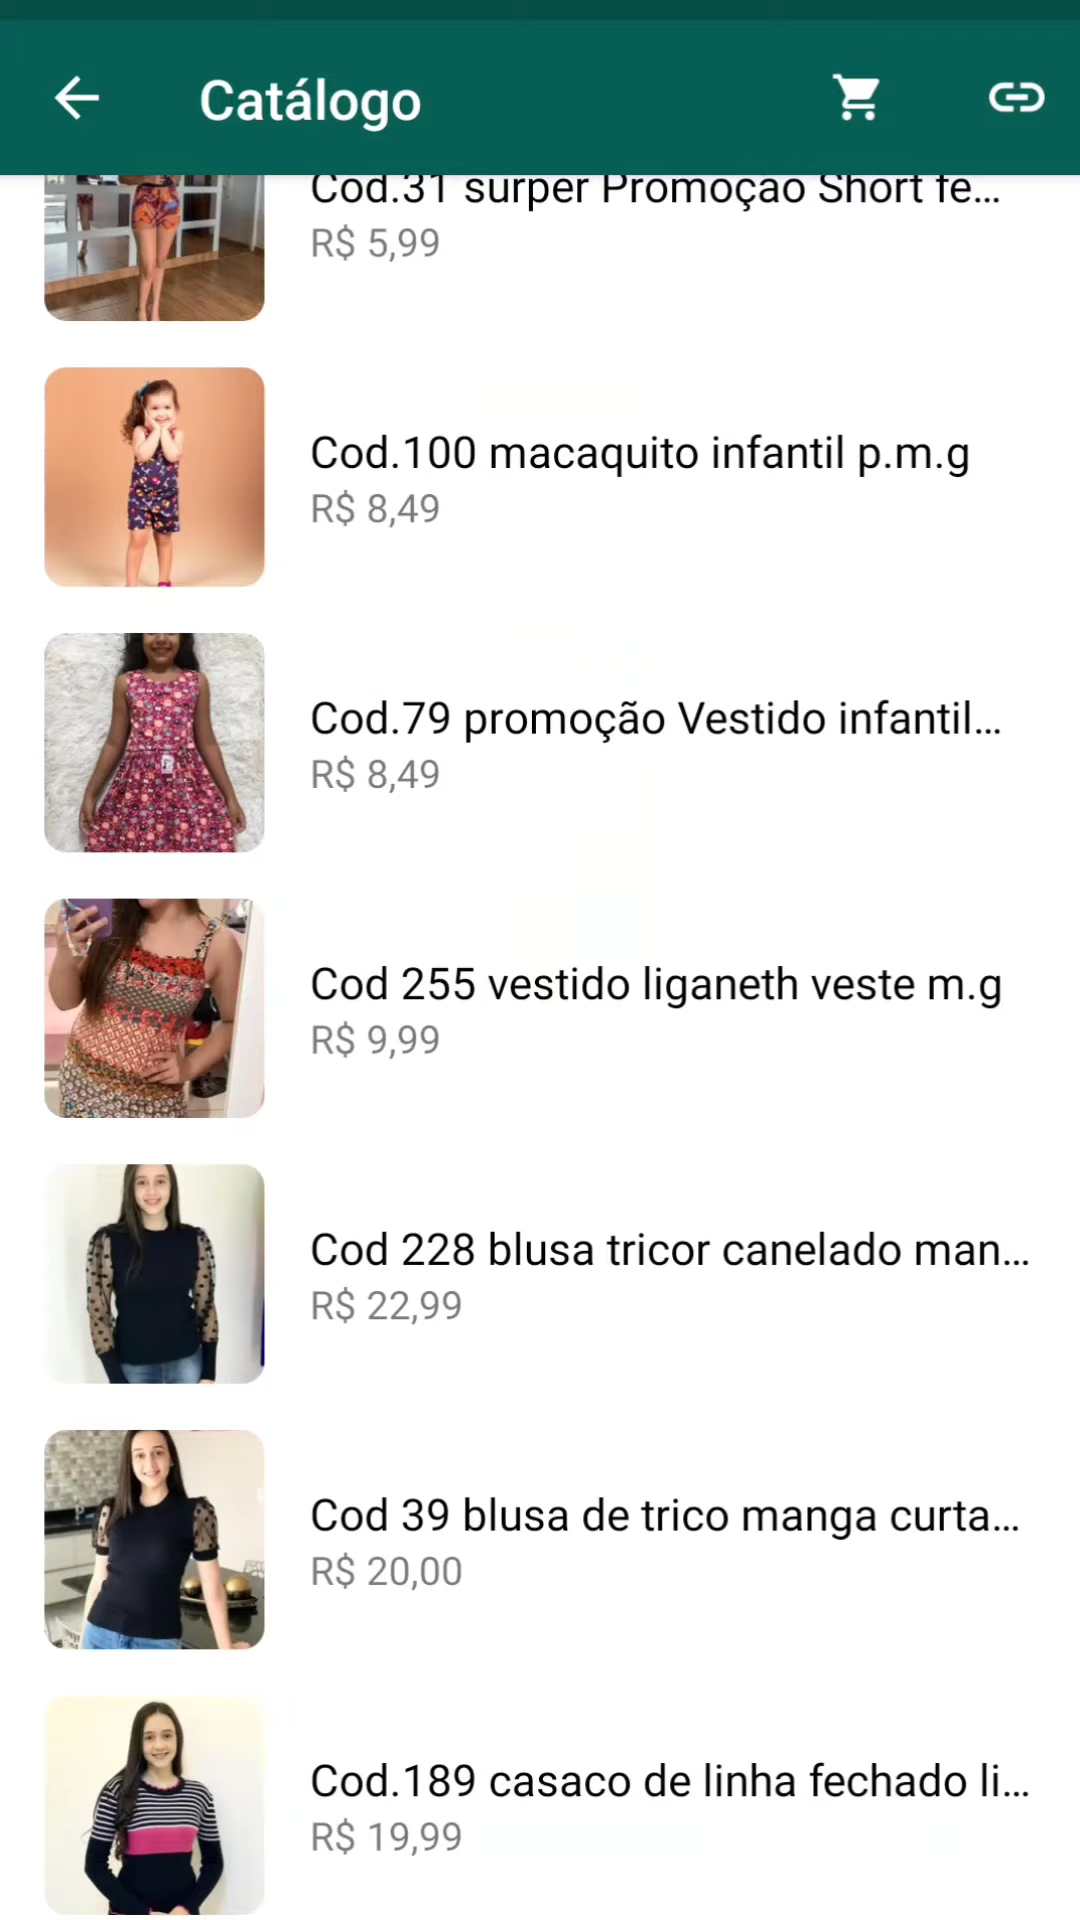 Catálogo
Cod.31 surper Promoção Short fe...
R$ 5,99
Cod.100 macaquito infantil p.m.g
R$ 8,49
Cod.79 promoção Vestido infantil...
R$ 8,49
Cod 255 vestido liganeth veste m.g
R$ 9,99
Cod 228 blusa tricor canelado man...
R$ 22,99
Cod 39 blusa de trico manga curta...
R$ 20,00
Cod.189 casaco de linha fechado li...
R$ 19,99